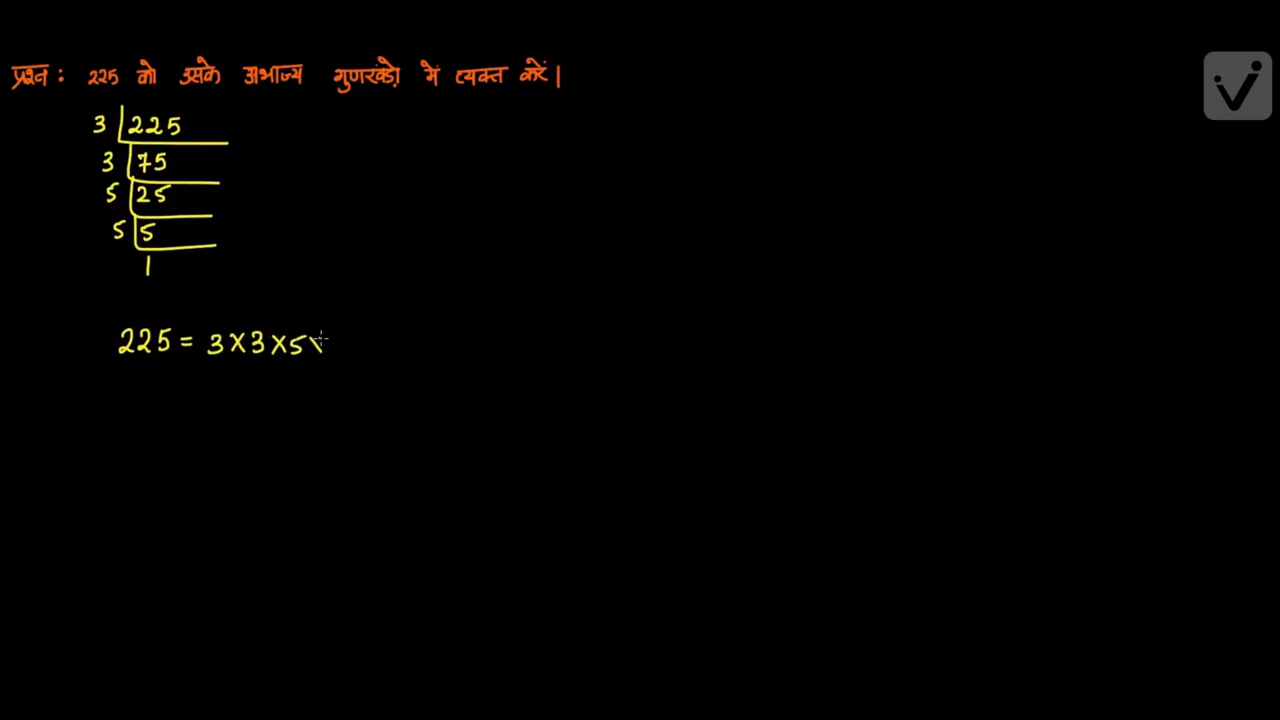 प्रश्न : 225 को उसके अभाज्य गुणरवंडो में व्यक्त करें।
3 225
3 75
5 25
5 5
1
225 = 3 × 3 × 5 \